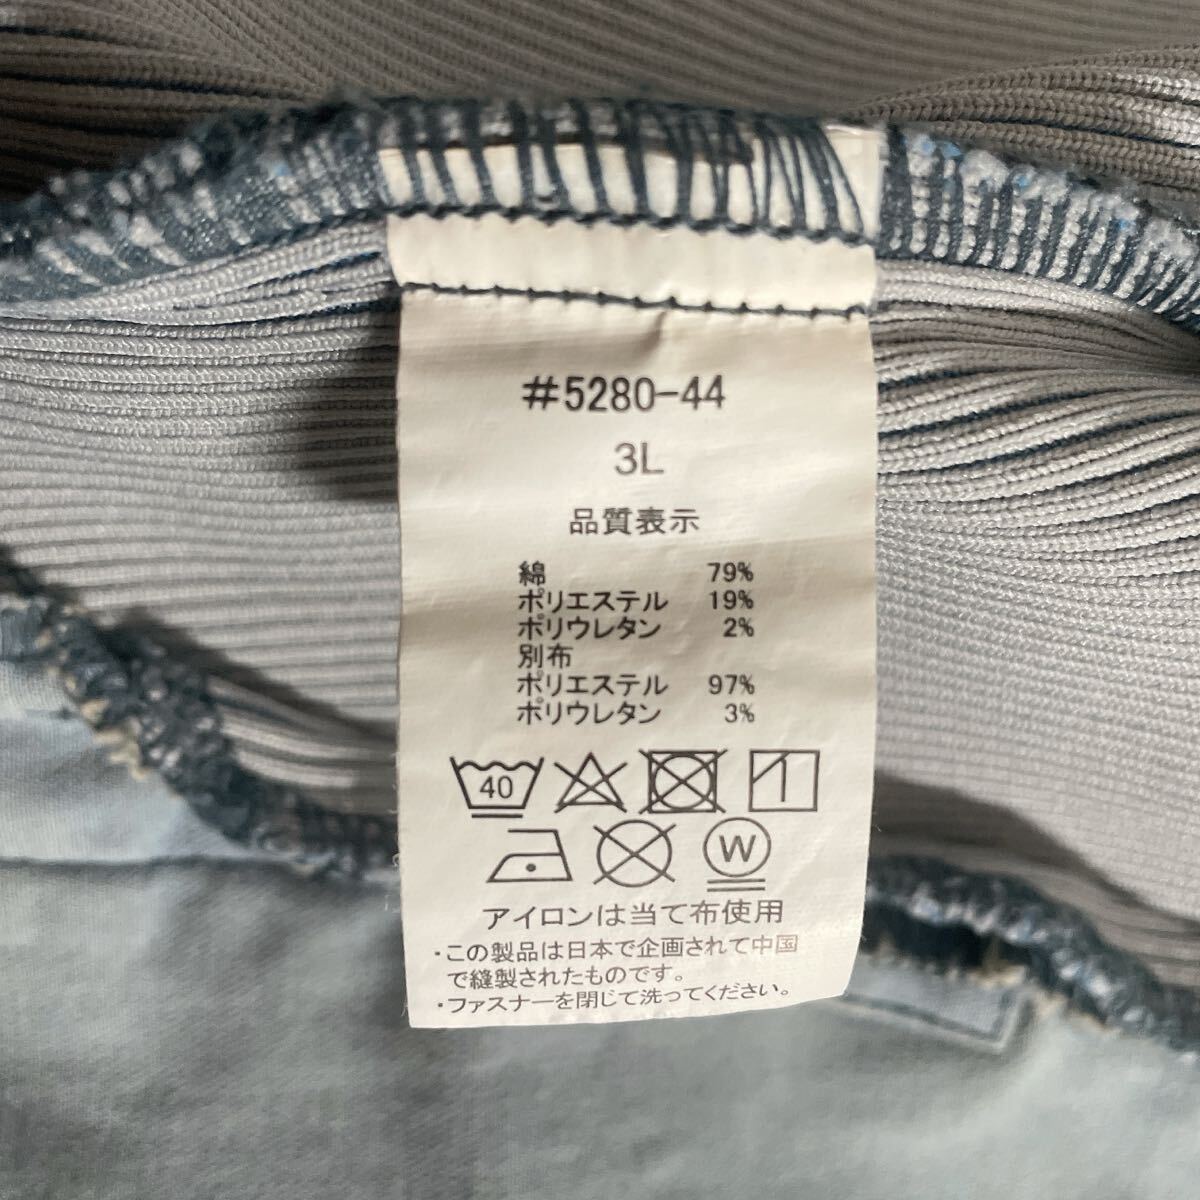 #5280-44
3L
品質表示
綿 79%
ポリエステル 19%
ポリウレタン 2%
別布
ポリエステル 97%
ポリウレタン 3%
40
W
アイロンは当て布使用
・この製品は日本で企画されて中国
で縫製されたものです。
・ファスナーを閉じて洗ってください。